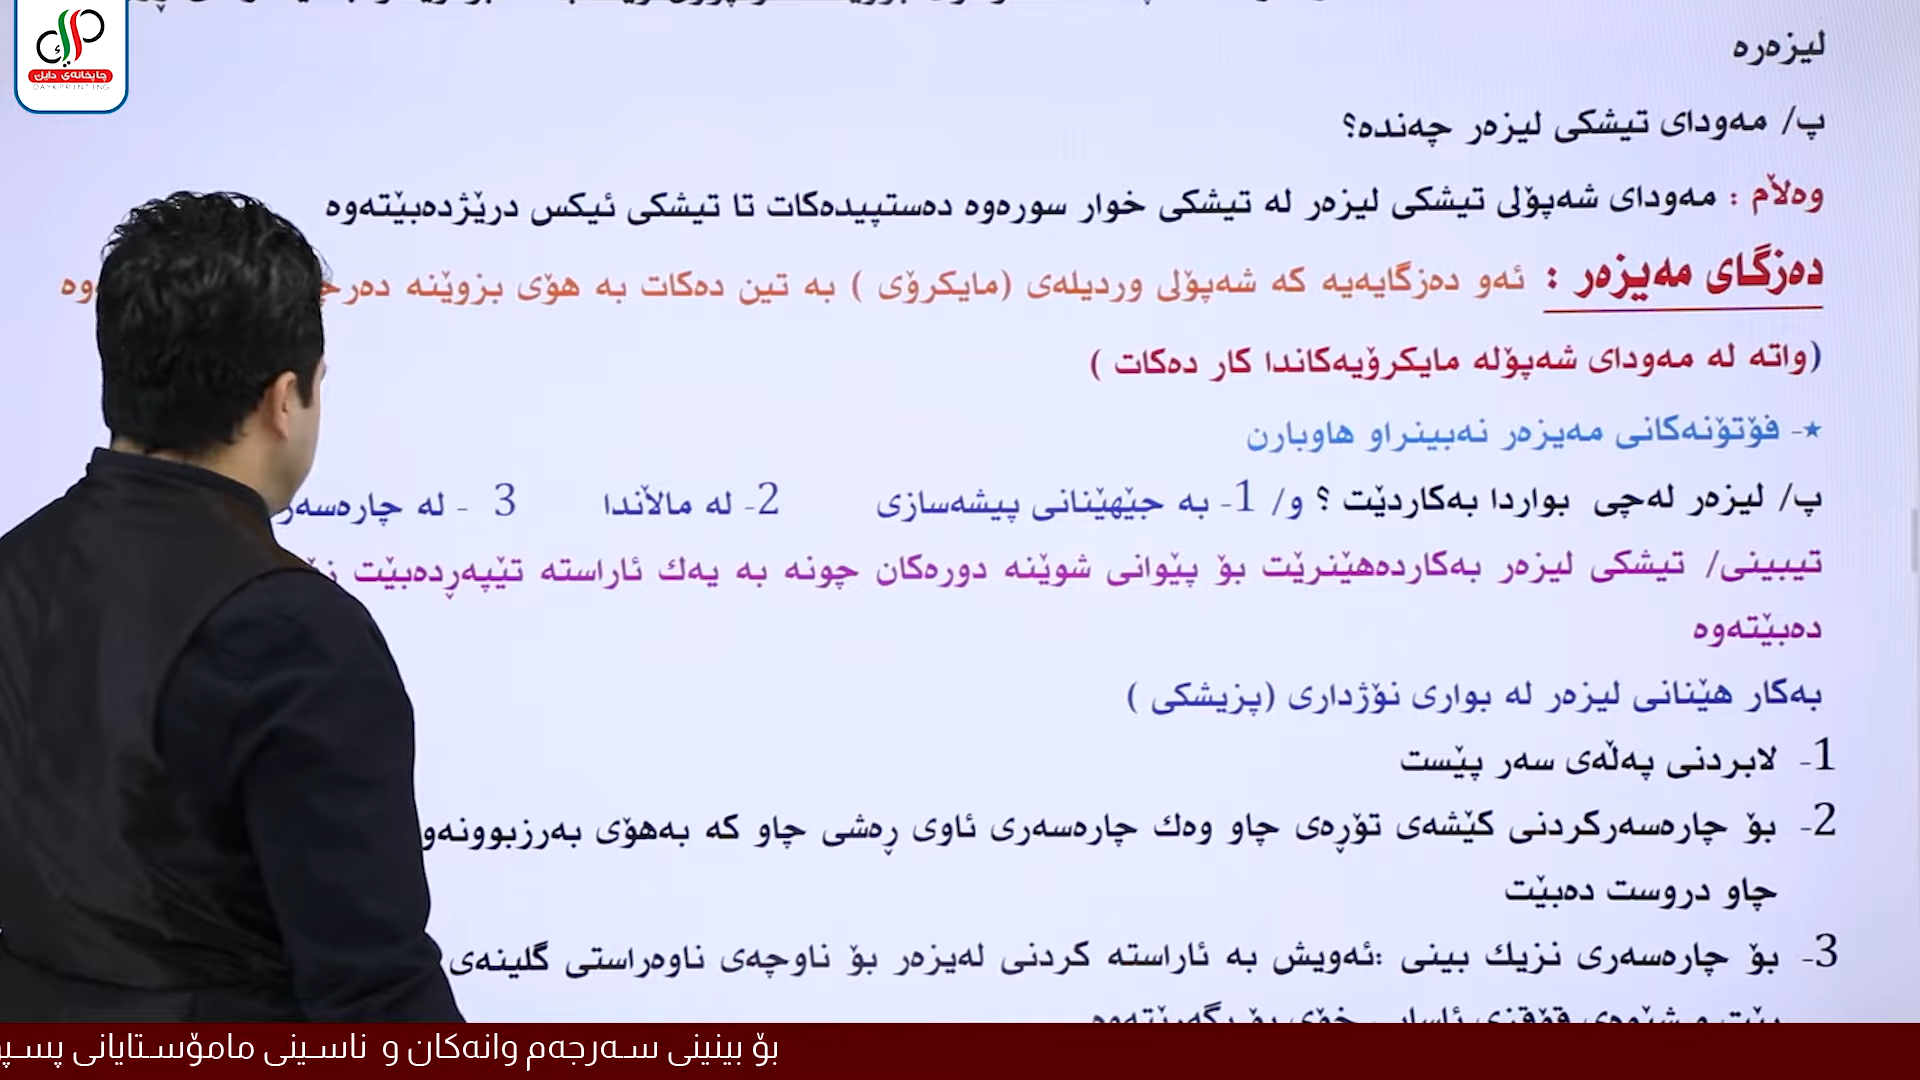 چاپخانەی دایك
DAYKPRINTING
لیزەرە
پ/ مەودای تیشکی لیزەر چەندە؟
وەڵام : مەودای شەپۆلی تیشکی لیزەر لە تیشکی خوار سورەوە دەستپیدەکات تا تیشکی ئیکس درێژدەبێتەوە
دەزگای مەیزەر : ئەو دەزگایەیە کە شەپۆلی وردیلەی (مایکرۆی ) بە تین دەکات بە هۆی بزوێنە
(واتە لە مەودای شەپۆلە مایکرۆیەکاندا کار دەکات )
★- فۆتۆنەکانی مەیزەر نەبینراو هاوبارن
پ/ لیزەر لەچی بواردا بەکاردێت ؟ و/ 1- بە جێهێنانی پیشەسازی 2- لە ماڵاندا 3 - لە
تیبینی/ تیشکی لیزەر بەکاردەهێنرێت بۆ پێوانی شوێنە دورەکان چونە بە یەك ئاراستە تێپەڕدەبێت
دەبێتەوە
بەکار هێنانی لیزەر لە بواری نۆژداری (پزیشکی )
1- لابردنی پەڵەی سەر پێست
2- بۆ چارەسەرکردنی کێشەی تۆڕەی چاو وەك چارەسەری ئاوی ڕەشی چاو کە بەهۆی
چاو دروست دەبێت
3- بۆ چارەسەری نزیك بینی :ئەویش بە ئاراستە کردنی لەیزەر بۆ ناوچەی ناوەراستی گلینەی
بۆ بینینی سەرجەم وانەکان و ناسینی مامۆستایانی